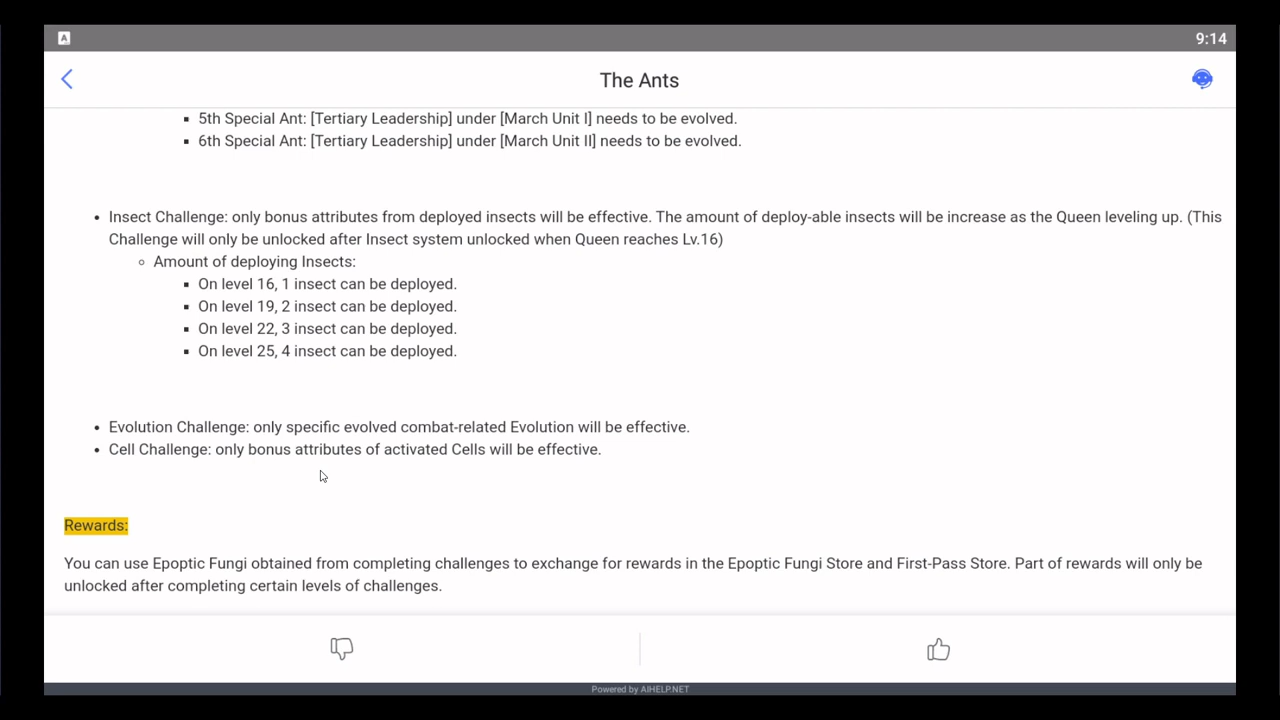 A
9:14
The Ants
▪ 5th Special Ant: [Tertiary Leadership] under [March Unit I] needs to be evolved.
▪ 6th Special Ant: [Tertiary Leadership] under [March Unit II] needs to be evolved.
• Insect Challenge: only bonus attributes from deployed insects will be effective. The amount of deploy-able insects will be increase as the Queen leveling up. (This
Challenge will only be unlocked after Insect system unlocked when Queen reaches Lv.16)
◦ Amount of deploying Insects:
▪ On level 16, 1 insect can be deployed.
▪ On level 19, 2 insect can be deployed.
▪ On level 22, 3 insect can be deployed.
▪ On level 25, 4 insect can be deployed.
• Evolution Challenge: only specific evolved combat-related Evolution will be effective.
• Cell Challenge: only bonus attributes of activated Cells will be effective.
Rewards:
You can use Epoptic Fungi obtained from completing challenges to exchange for rewards in the Epoptic Fungi Store and First-Pass Store. Part of rewards will only be
unlocked after completing certain levels of challenges.
Powered by AIHELP.NET